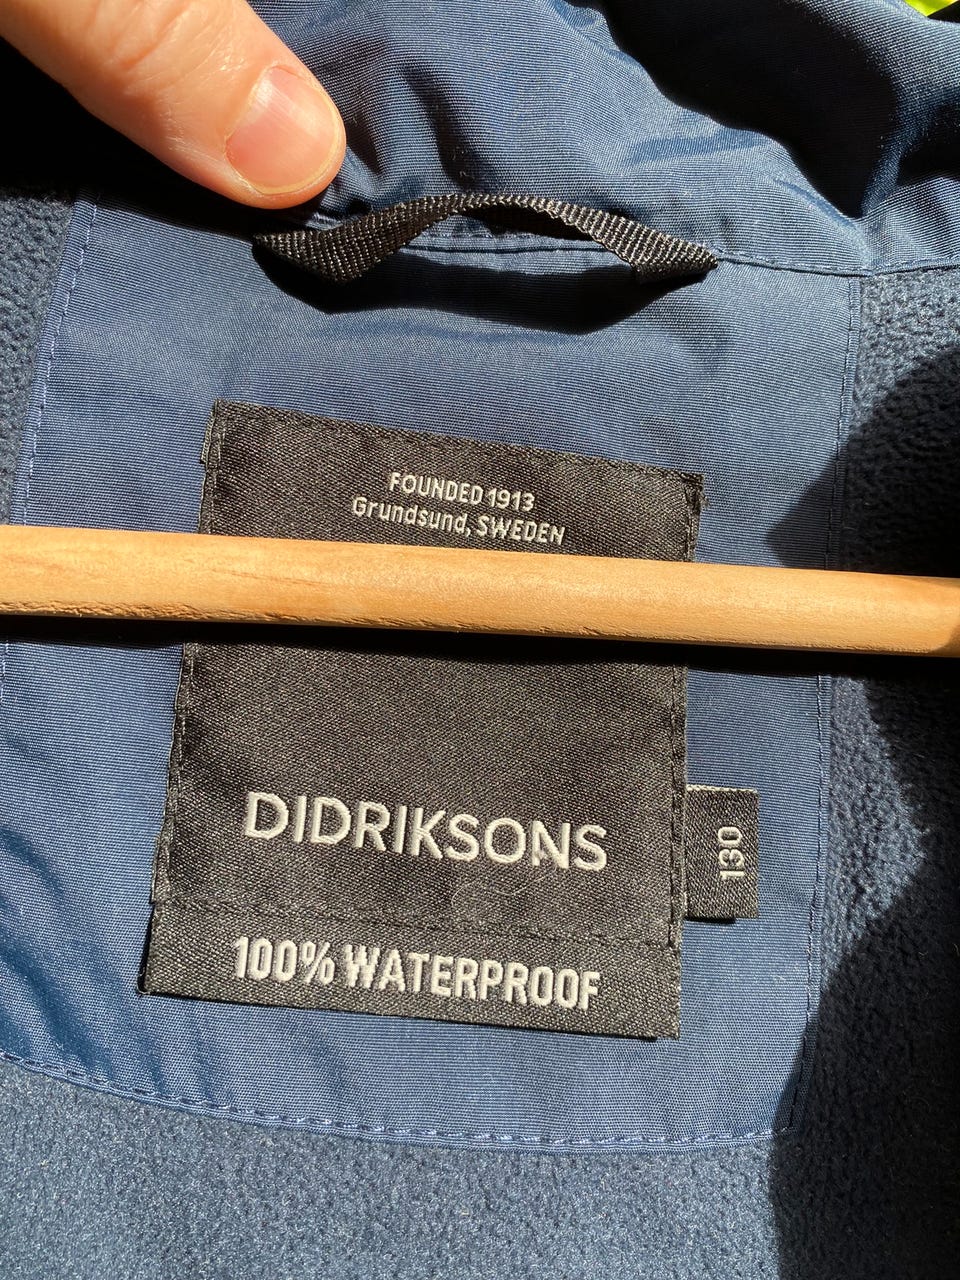 FOUNDED 1913
Grundsund, SWEDEN
DIDRIKSONS
130
100% WATERPROOF